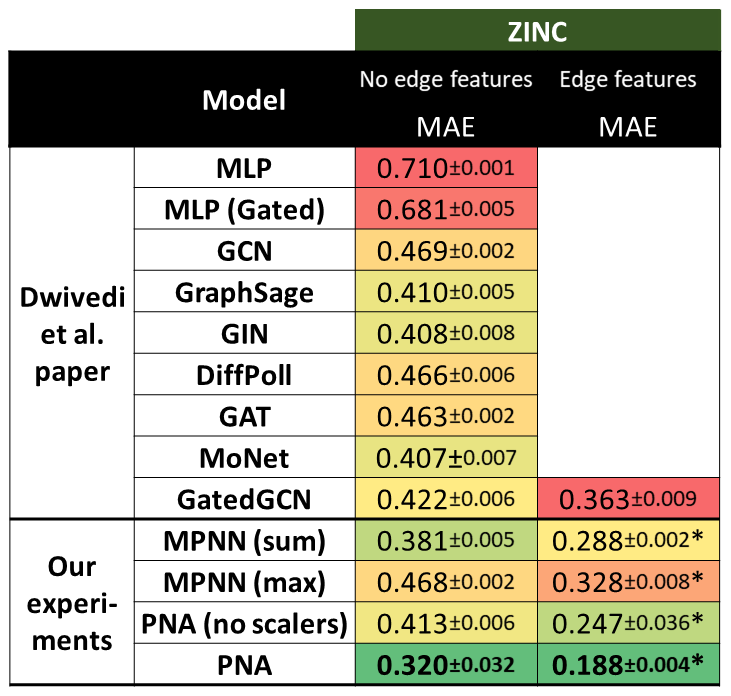 ZINC
Model No edge features Edge features
MAE MAE
Dwivedi et al. paper
MLP 0.710±0.001
MLP (Gated) 0.681±0.005
GCN 0.469±0.002
GraphSage 0.410±0.005
GIN 0.408±0.008
DiffPoll 0.466±0.006
GAT 0.463±0.002
MoNet 0.407±0.007
GatedGCN 0.422±0.006 0.363±0.009
Our experi-ments
MPNN (sum) 0.381±0.005 0.288±0.002*
MPNN (max) 0.468±0.002 0.328±0.008*
PNA (no scalers) 0.413±0.006 0.247±0.036*
PNA 0.320±0.032 0.188±0.004*